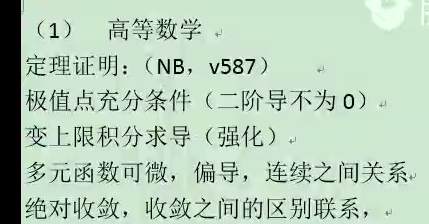 （1） 高等数学
定理证明：（NB，v587）
极值点充分条件（二阶导不为 0）
变上限积分求导（强化）
多元函数可微，偏导，连续之间关系
绝对收敛，收敛之间的区别联系，